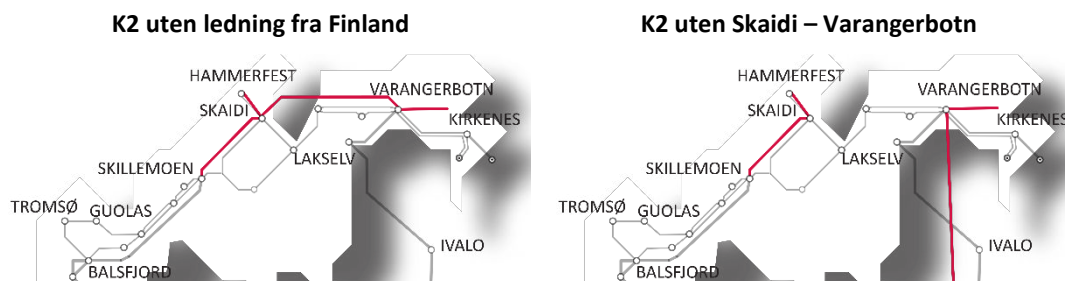 K2 uten ledning fra Finland
HAMMERFEST
SKAIDI
VARANGERBOTN
KIRKENES
LAKSELV
SKILLEMOEN
TROMSØ
GUOLAS
IVALO
BALSFJORD
K2 uten Skaidi – Varangerbotn
HAMMERFEST
SKAIDI
VARANGERBOTN
KIRKENES
LAKSELV
SKILLEMOEN
TROMSØ
GUOLAS
IVALO
BALSFJORD